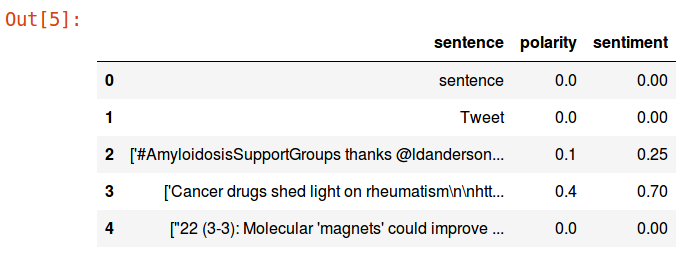 Out[5]:
sentence polarity sentiment
0 sentence 0.0 0.00
1 Tweet 0.0 0.00
2 ['#AmyloidosisSupportGroups thanks @ldanderson... 0.1 0.25
3 ['Cancer drugs shed light on rheumatism\n\nhtt... 0.4 0.70
4 ["22 (3-3): Molecular 'magnets' could improve ... 0.0 0.00